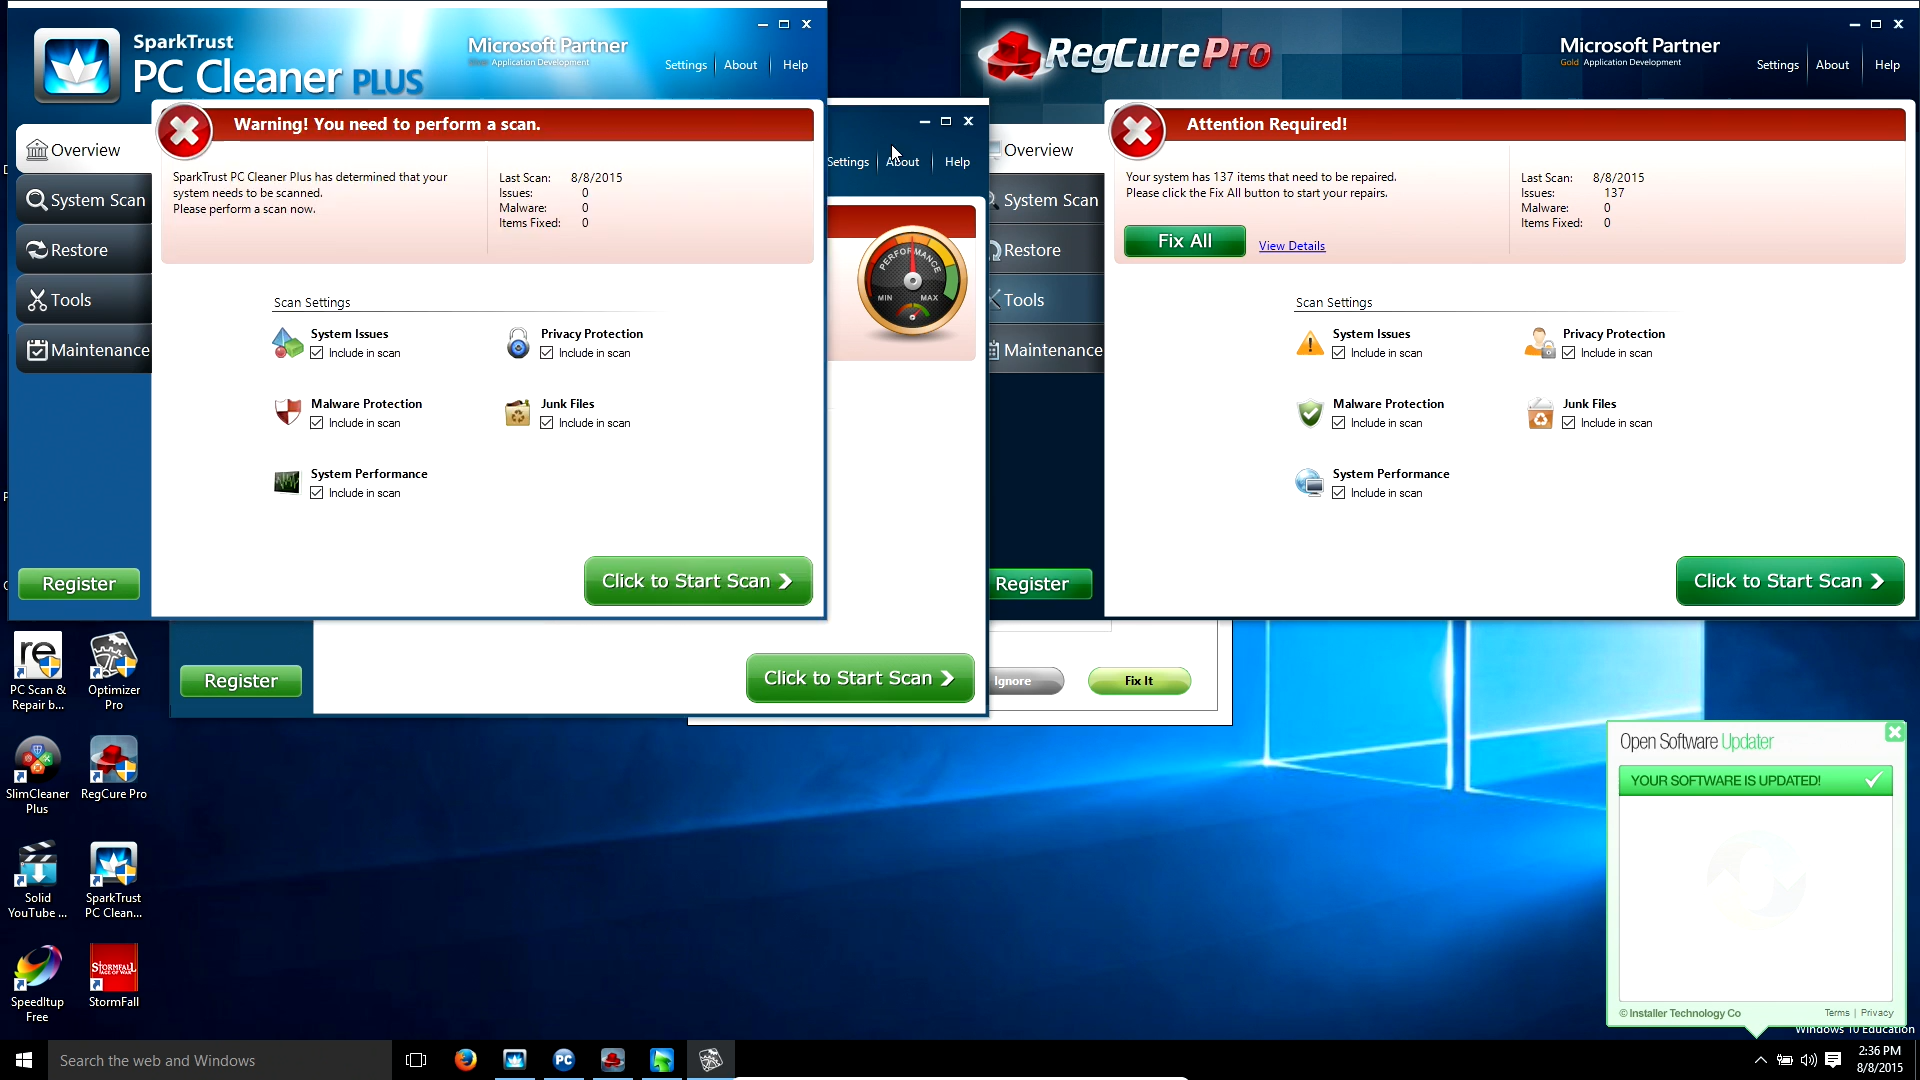 SparkTrust
PC Cleaner PLUS
Microsoft Partner
Application Development
Settings
About
Help
Warning! You need to perform a scan.
SparkTrust PC Cleaner Plus has determined that your
system needs to be scanned.
Please perform a scan now.
Last Scan: 8/8/2015
Issues: 0
Malware: 0
Items Fixed: 0
Overview
System Scan
Restore
Tools
Maintenance
Scan Settings
System Issues
Include in scan
Privacy Protection
Include in scan
Malware Protection
Include in scan
Junk Files
Include in scan
System Performance
Include in scan
Register
Click to Start Scan
Settings
About
Help
PERFORMANCE
MIN MAX
Register
Click to Start Scan
RegCure Pro
Microsoft Partner
Gold Application Development
Settings
About
Help
Attention Required!
Your system has 137 items that need to be repaired.
Please click the Fix All button to start your repairs.
Fix All
View Details
Last Scan: 8/8/2015
Issues: 137
Malware: 0
Items Fixed: 0
Overview
System Scan
Restore
Tools
Maintenance
Scan Settings
System Issues
Include in scan
Privacy Protection
Include in scan
Malware Protection
Include in scan
Junk Files
Include in scan
System Performance
Include in scan
Register
Click to Start Scan
Ignore
Fix It
re
PC Scan &
Repair b...
Optimizer
Pro
SlimCleaner
Plus
RegCure Pro
Solid
YouTube ...
SparkTrust
PC Clean...
SpeedItup
Free
STORMFALL
AGE OF WAR
StormFall
Open Software Updater
YOUR SOFTWARE IS UPDATED!
© Installer Technology Co
Terms | Privacy
Windows 10 Education
Search the web and Windows
PC
2:36 PM
8/8/2015